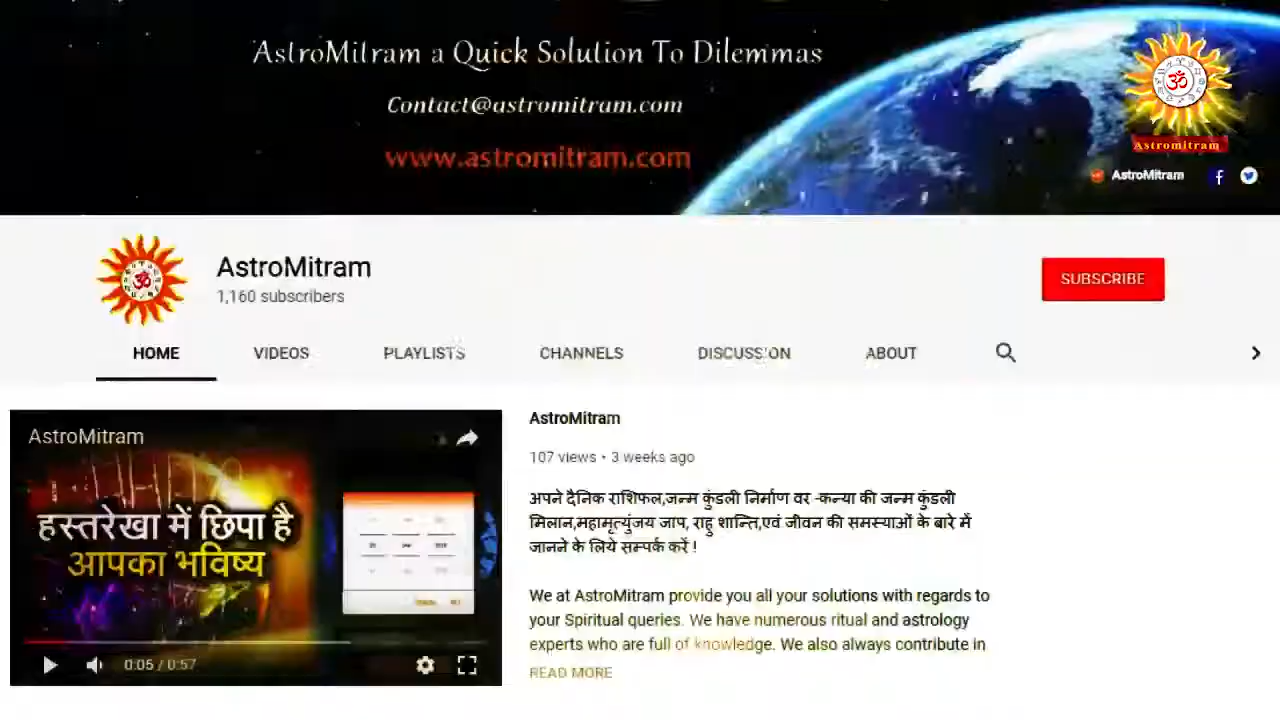 AstroMitram a Quick Solution To Dilemmas
Contact@astromitram.com
www.astromitram.com
Astromitram
AstroMitram
AstroMitram
1,160 subscribers
SUBSCRIBE
HOME VIDEOS PLAYLISTS CHANNELS DISCUSSION ABOUT
AstroMitram
हस्तरेखा में छिपा है
आपका भविष्य
0:05 / 0:57
AstroMitram
107 views • 3 weeks ago
अपने दैनिक राशिफल,जन्म कुंडली निर्माण वर -कन्या की जन्म कुंडली
मिलान,महामृत्युंजय जाप, राहु शान्ति,एवं जीवन की समस्याओं के बारे में
जानने के लिये सम्पर्क करें !
We at AstroMitram provide you all your solutions with regards to
your Spiritual queries. We have numerous ritual and astrology
experts who are full of knowledge. We also always contribute in
READ MORE